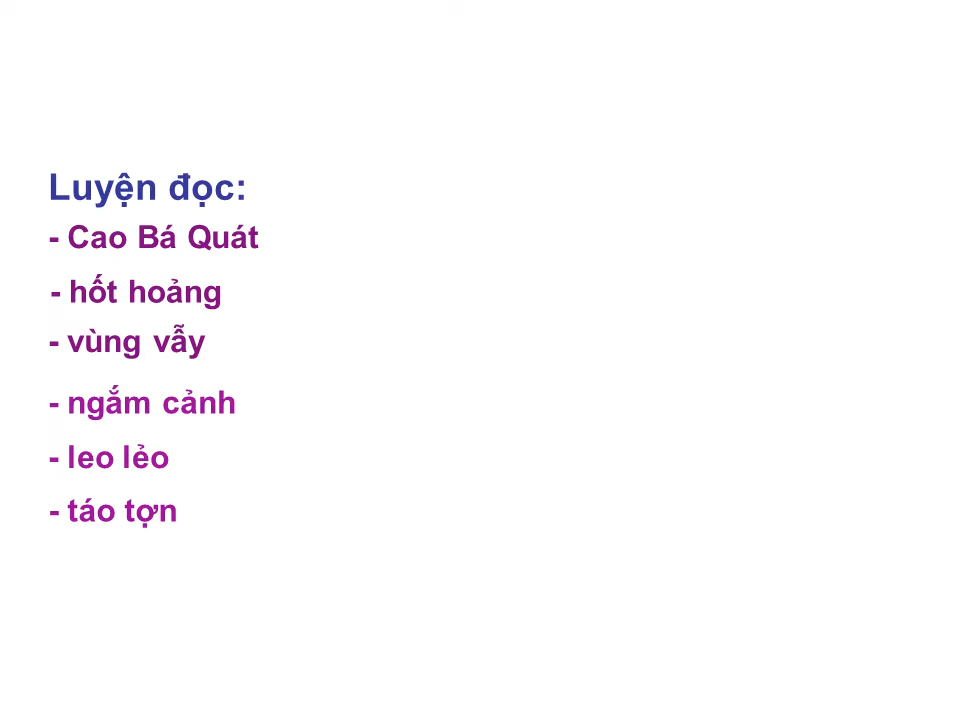 Luyện đọc:
- Cao Bá Quát
- hốt hoảng
- vùng vẫy
- ngắm cảnh
- leo lẻo
- táo tợn